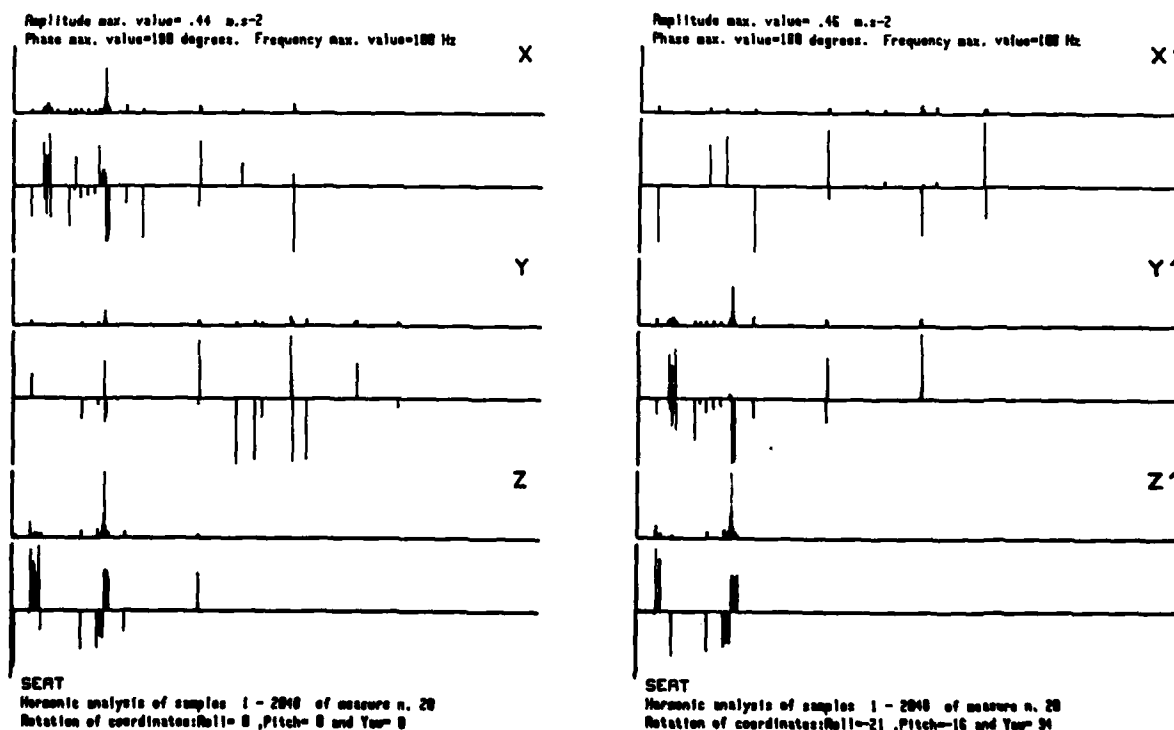 Amplitude max. value= .44 m.s-2
Phase max. value=180 degrees. Frequency max. value=100 Hz
X
Y
Z
SEAT
Harmonic analysis of samples 1 - 2048 of measure n. 20
Rotation of coordinates:Roll= 0 ,Pitch= 0 and Yaw= 0
Amplitude max. value= .46 m.s-2
Phase max. value=180 degrees. Frequency max. value=100 Hz
X'
Y'
Z'
SEAT
Harmonic analysis of samples 1 - 2048 of measure n. 20
Rotation of coordinates:Roll=-21 ,Pitch=-16 and Yaw= 94